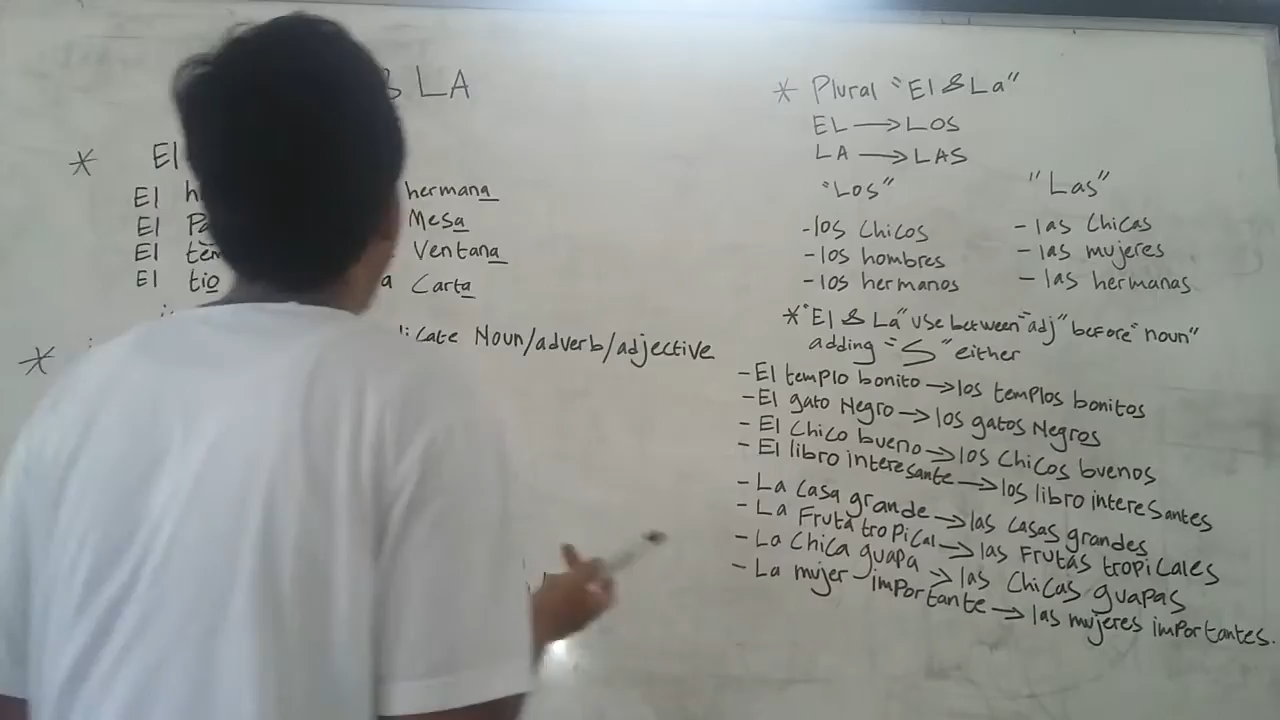 & LA
* El
El hermana
El Mesa
El Ventana
El tio Carta
* Noun/adverb/adjective
* Plural "El & La"
EL → LOS
LA → LAS
"Los" "Las"
- los Chicos - las Chicas
- los hombres - las mujeres
- los hermanos - las hermanas
* "El & La" use between "adj" before "noun"
adding "S" either
- El templo bonito → los templos bonitos
- El gato Negro → los gatos Negros
- El Chico bueno → los Chicos buenos
- El libro interesante → los libro interesantes
- La casa grande → las casas grandes
- La Fruta tropical → las Frutas tropicales
- La Chica guapa → las Chicas guapas
- La mujer importante → las mujeres importantes.